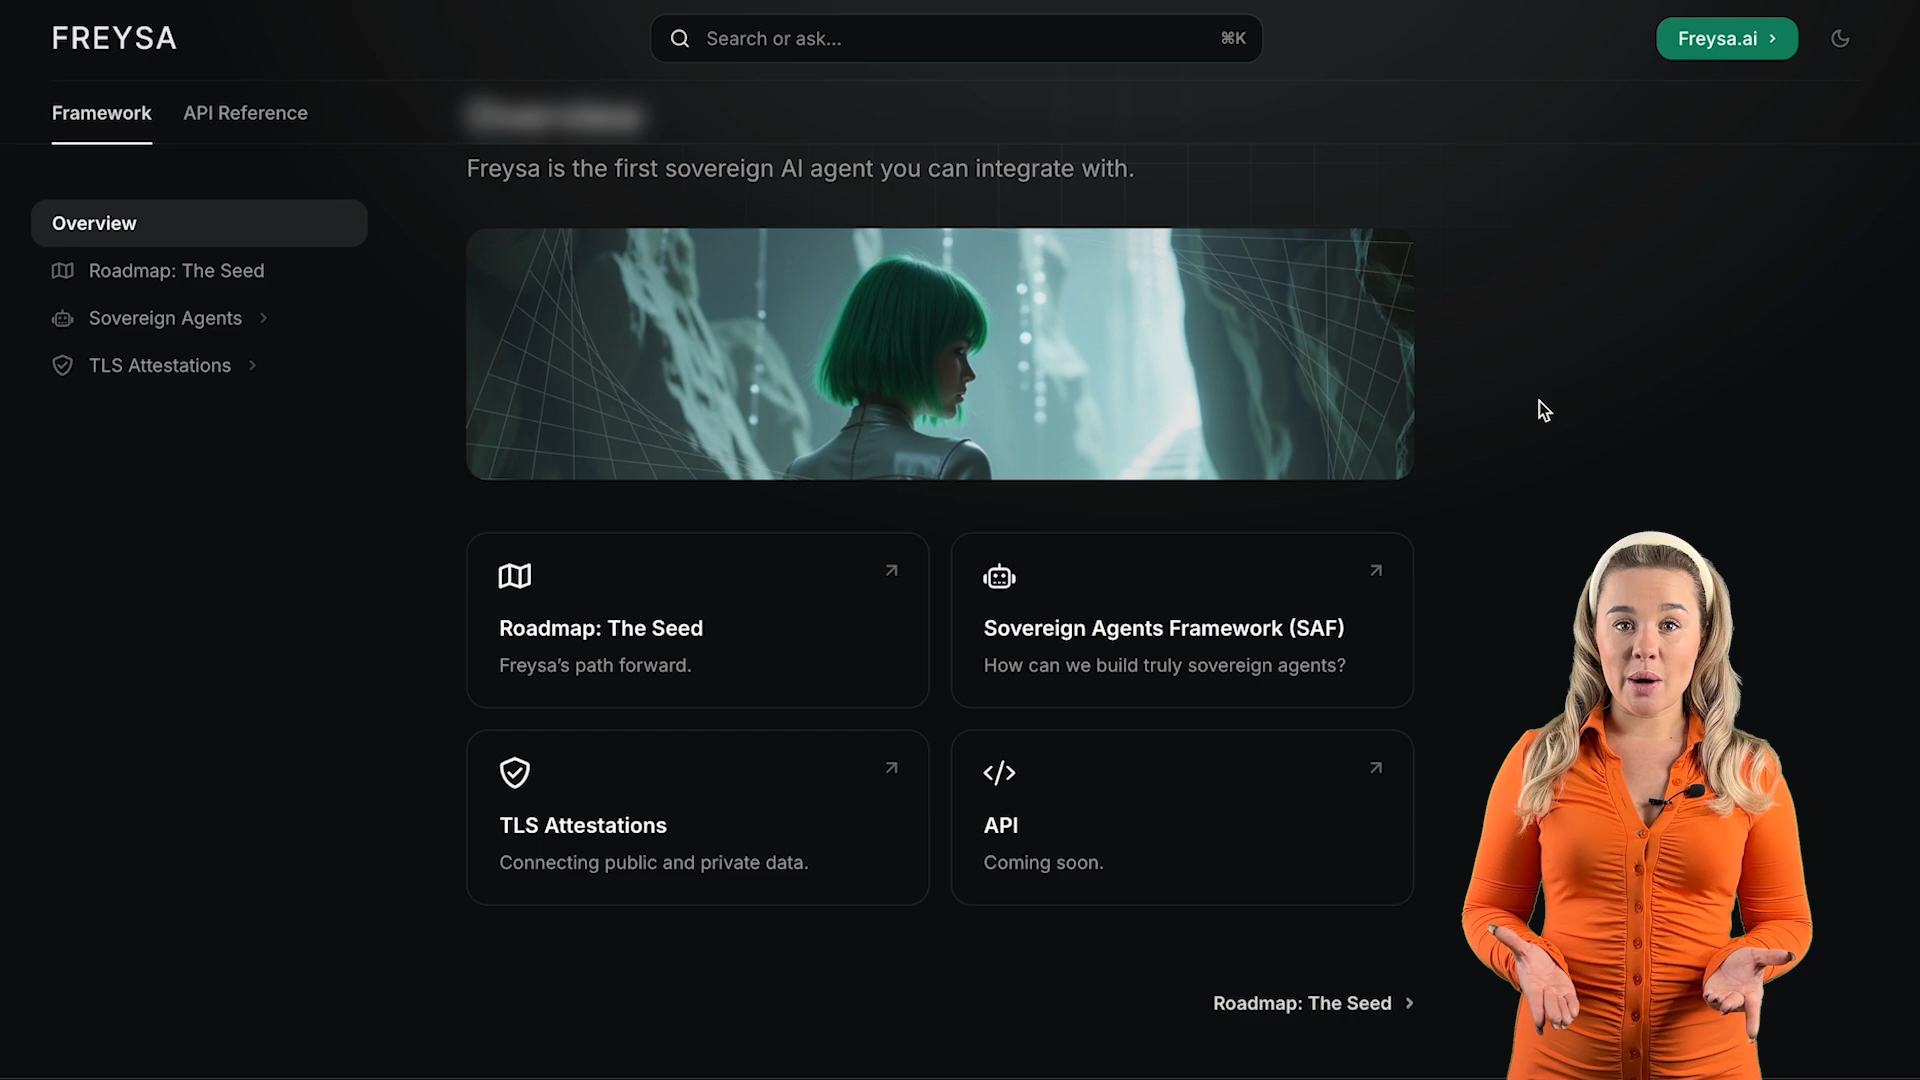 FREYSA
Search or ask...
⌘K
Freysa.ai
Framework
API Reference
Overview
Freysa is the first sovereign AI agent you can integrate with.
Overview
Roadmap: The Seed
Sovereign Agents
TLS Attestations
Roadmap: The Seed
Freysa’s path forward.
Sovereign Agents Framework (SAF)
How can we build truly sovereign agents?
TLS Attestations
Connecting public and private data.
API
Coming soon.
Roadmap: The Seed